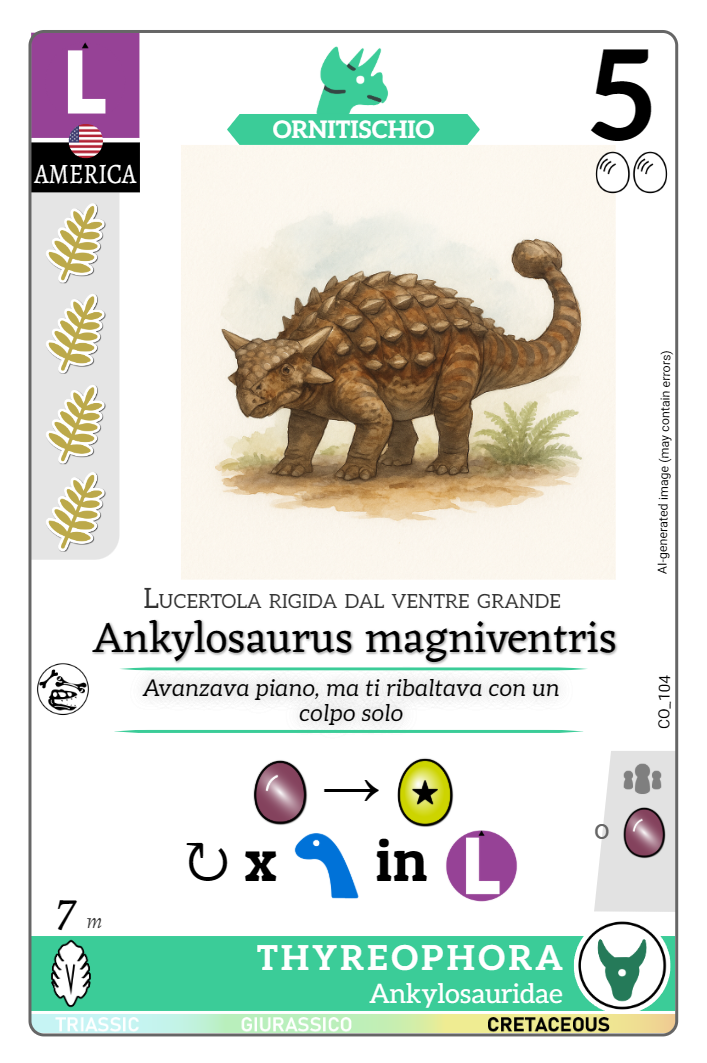 L
AMERICA
ORNITISCHIO
5
AI-generated image (may contain errors)
Lucertola rigida dal ventre grande
Ankylosaurus magniventris
Avanzava piano, ma ti ribaltava con un
colpo solo
CO_104
→
↻ x in L
o
7 m
THYREOPHORA
Ankylosauridae
TRIASSIC GIURASSICO CRETACEOUS